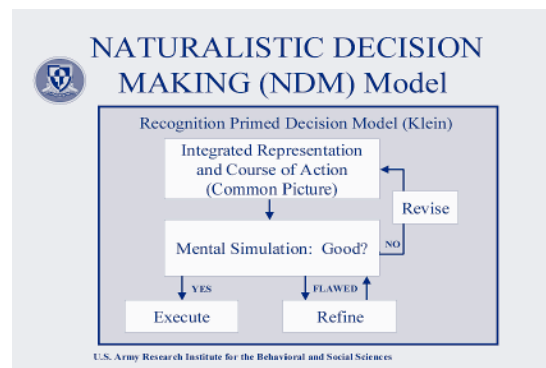 NATURALISTIC DECISION
MAKING (NDM) Model
Recognition Primed Decision Model (Klein)
Integrated Representation
and Course of Action
(Common Picture)
Revise
Mental Simulation: Good?
NO
YES
FLAWED
Execute
Refine
U.S. Army Research Institute for the Behavioral and Social Sciences